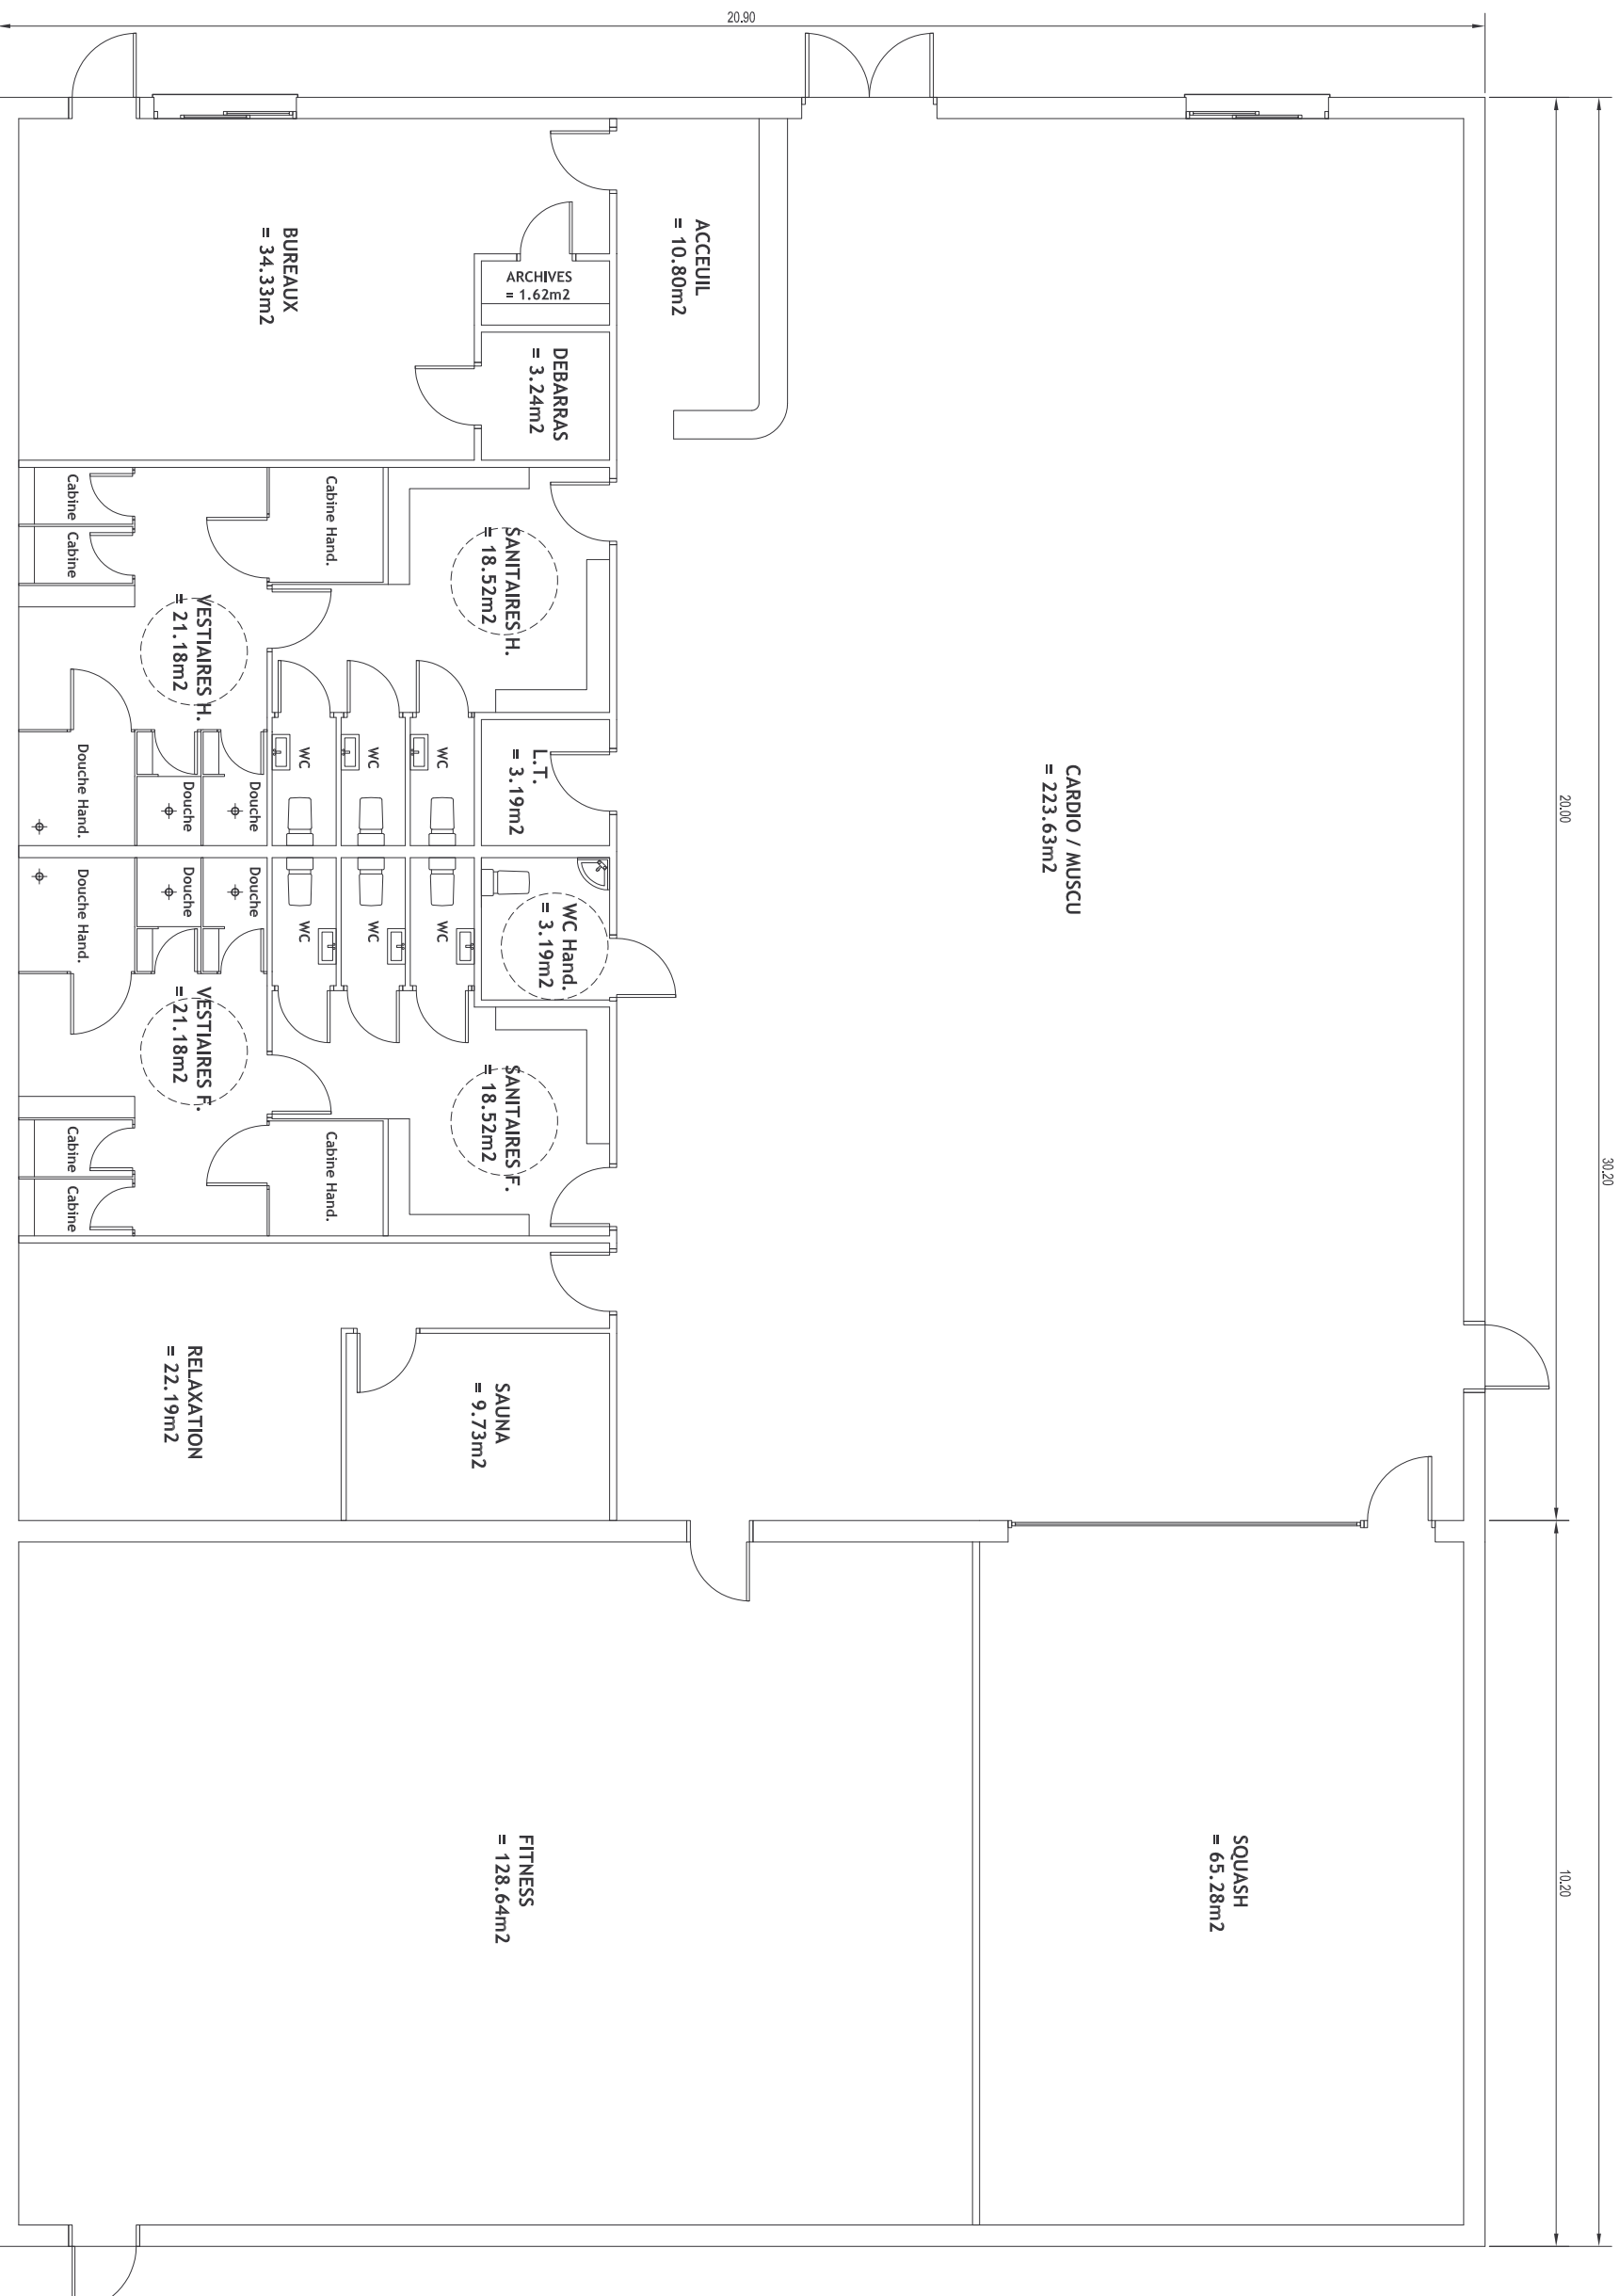 20.90
30.20
20.00
10.20
CARDIO / MUSCU
= 223.63m2
SQUASH
= 65.28m2
ACCEUIL
= 10.80m2
ARCHIVES
= 1.62m2
DEBARRAS
= 3.24m2
BUREAUX
= 34.33m2
SANITAIRES H.
= 18.52m2
L.T.
= 3.19m2
WC Hand.
= 3.19m2
SANITAIRES F.
= 18.52m2
SAUNA
= 9.73m2
FITNESS
= 128.64m2
WC
WC
WC
WC
WC
WC
Cabine Hand.
Cabine Hand.
VESTIAIRES H.
= 21.18m2
Douche
Douche
Douche
Douche
VESTIAIRES F.
= 21.18m2
RELAXATION
= 22.19m2
Cabine
Cabine
Douche Hand.
Douche Hand.
Cabine
Cabine